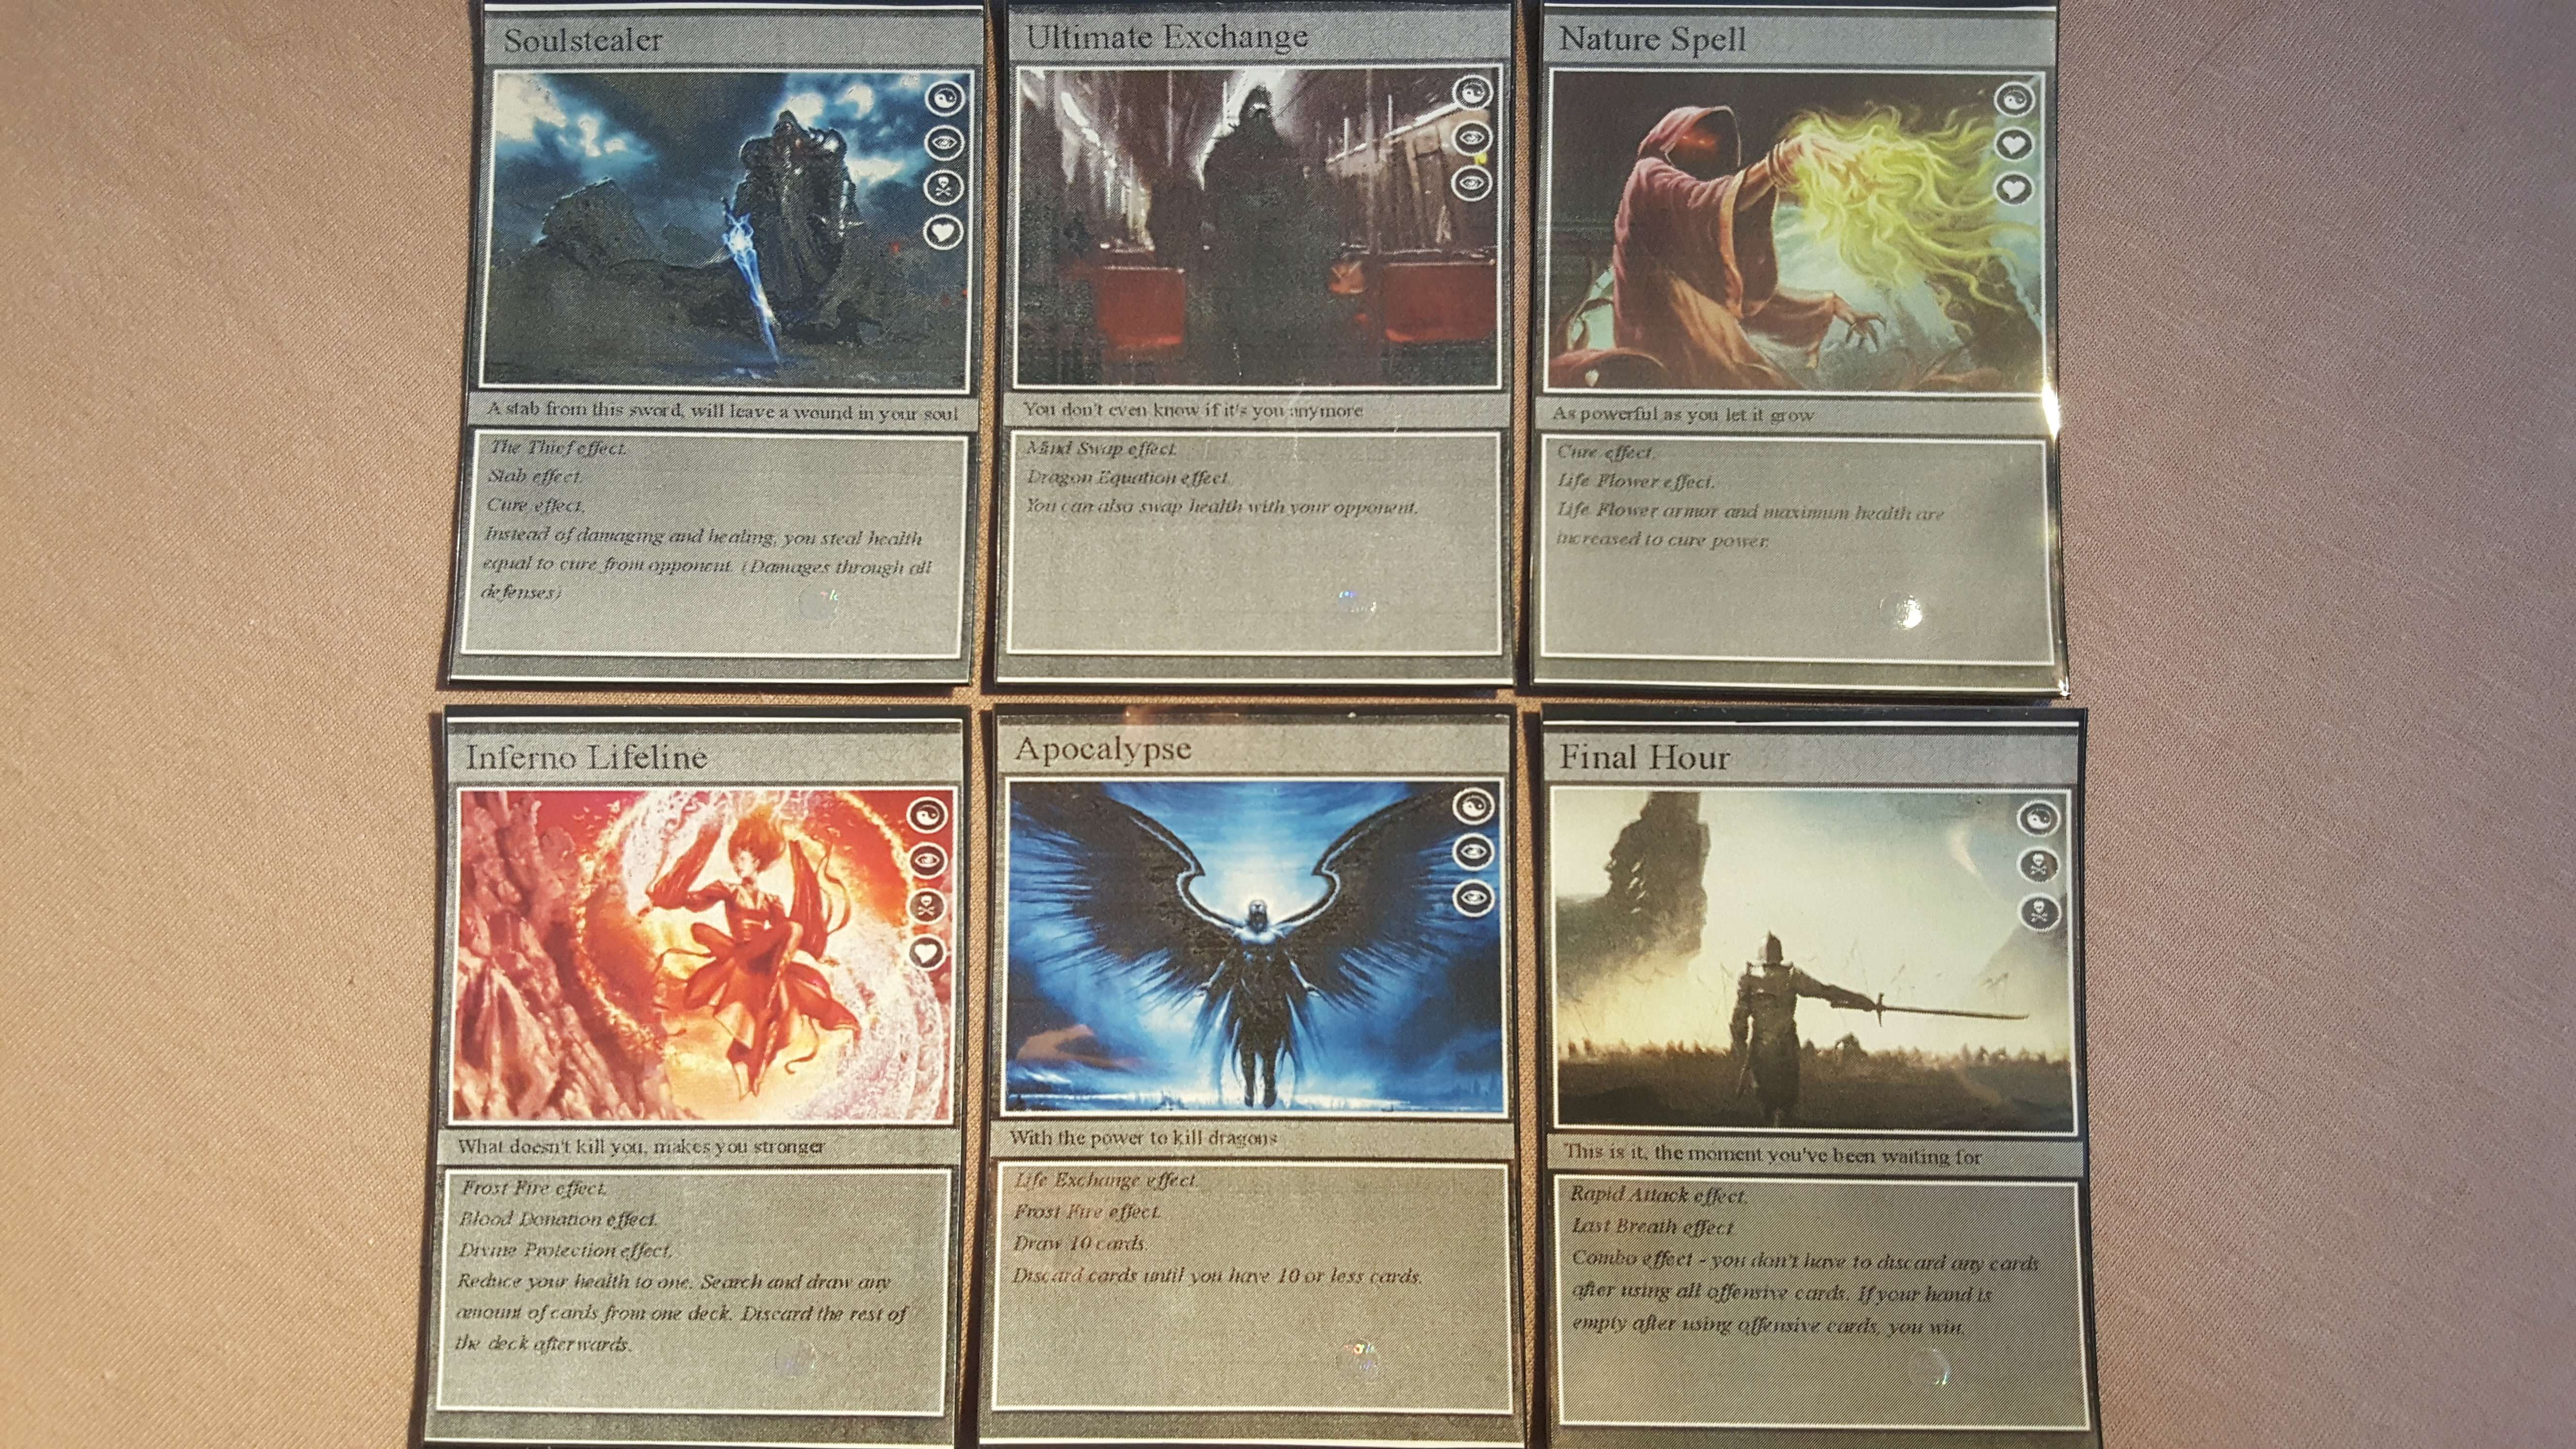 Soulstealer
A stab from this sword, will leave a wound in your soul
The Thief effect.
Stab effect.
Cure effect.
Instead of damaging and healing, you steal health
equal to cure from opponent. (Damages through all
defenses)
Ultimate Exchange
You don't even know if it's you anymore
Mind Swap effect.
Dragon Equation effect.
You can also swap health with your opponent.
Nature Spell
As powerful as you let it grow
Cure effect.
Life Flower effect.
Life Flower armor and maximum health are
increased to cure power.
Inferno Lifeline
What doesn't kill you, makes you stronger
Frost Fire effect.
Blood Donation effect.
Divine Protection effect.
Reduce your health to one. Search and draw any
amount of cards from one deck. Discard the rest of
the deck afterwards.
Apocalypse
With the power to kill dragons
Life Exchange effect.
Frost Fire effect.
Draw 10 cards.
Discard cards until you have 10 or less cards.
Final Hour
This is it, the moment you've been waiting for
Rapid Attack effect.
Last Breath effect
Combo effect - you don't have to discard any cards
after using all offensive cards. If your hand is
empty after using offensive cards, you win.